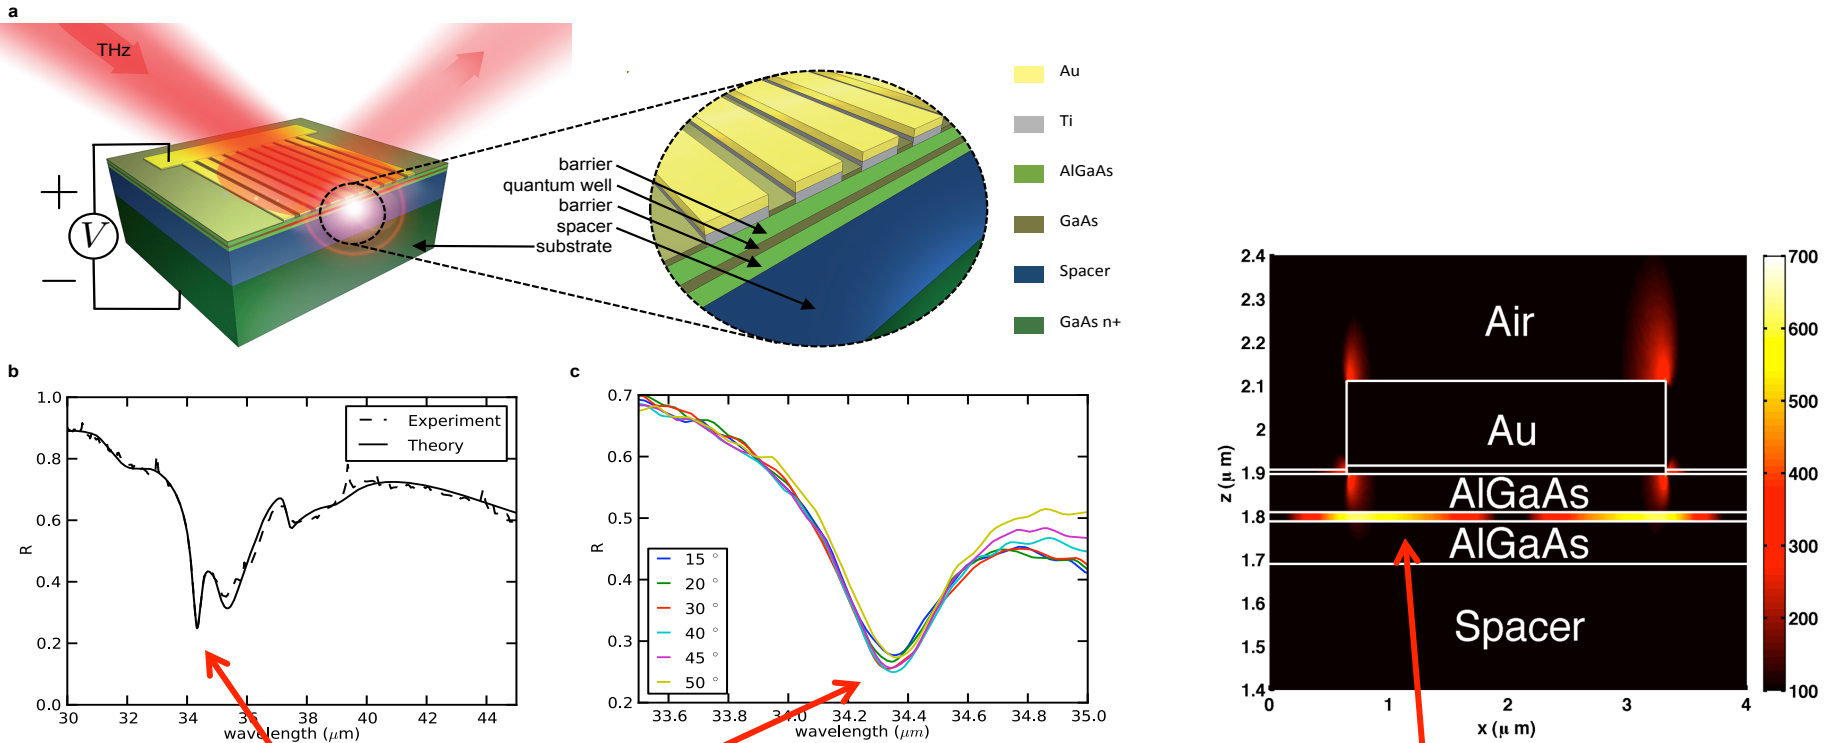 a
THz
+
V
—
barrier
quantum well
barrier
spacer
substrate
Au
Ti
AlGaAs
GaAs
Spacer
GaAs n+
b
1.0
0.8
0.6
0.4
0.2
0.0
R
Experiment
Theory
30 32 34 36 38 40 42 44
wavelength (μm)
c
0.7
0.6
0.5
0.4
0.3
0.2
R
15 °
20 °
30 °
40 °
45 °
50 °
33.6 33.8 34.0 34.2 34.4 34.6 34.8 35.0
wavelength (μm)
2.4
2.3
2.2
2.1
2
1.9
1.8
1.7
1.6
1.5
1.4
z (μ m)
Air
Au
AlGaAs
AlGaAs
Spacer
0 1 2 3 4
x (μ m)
700
600
500
400
300
200
100